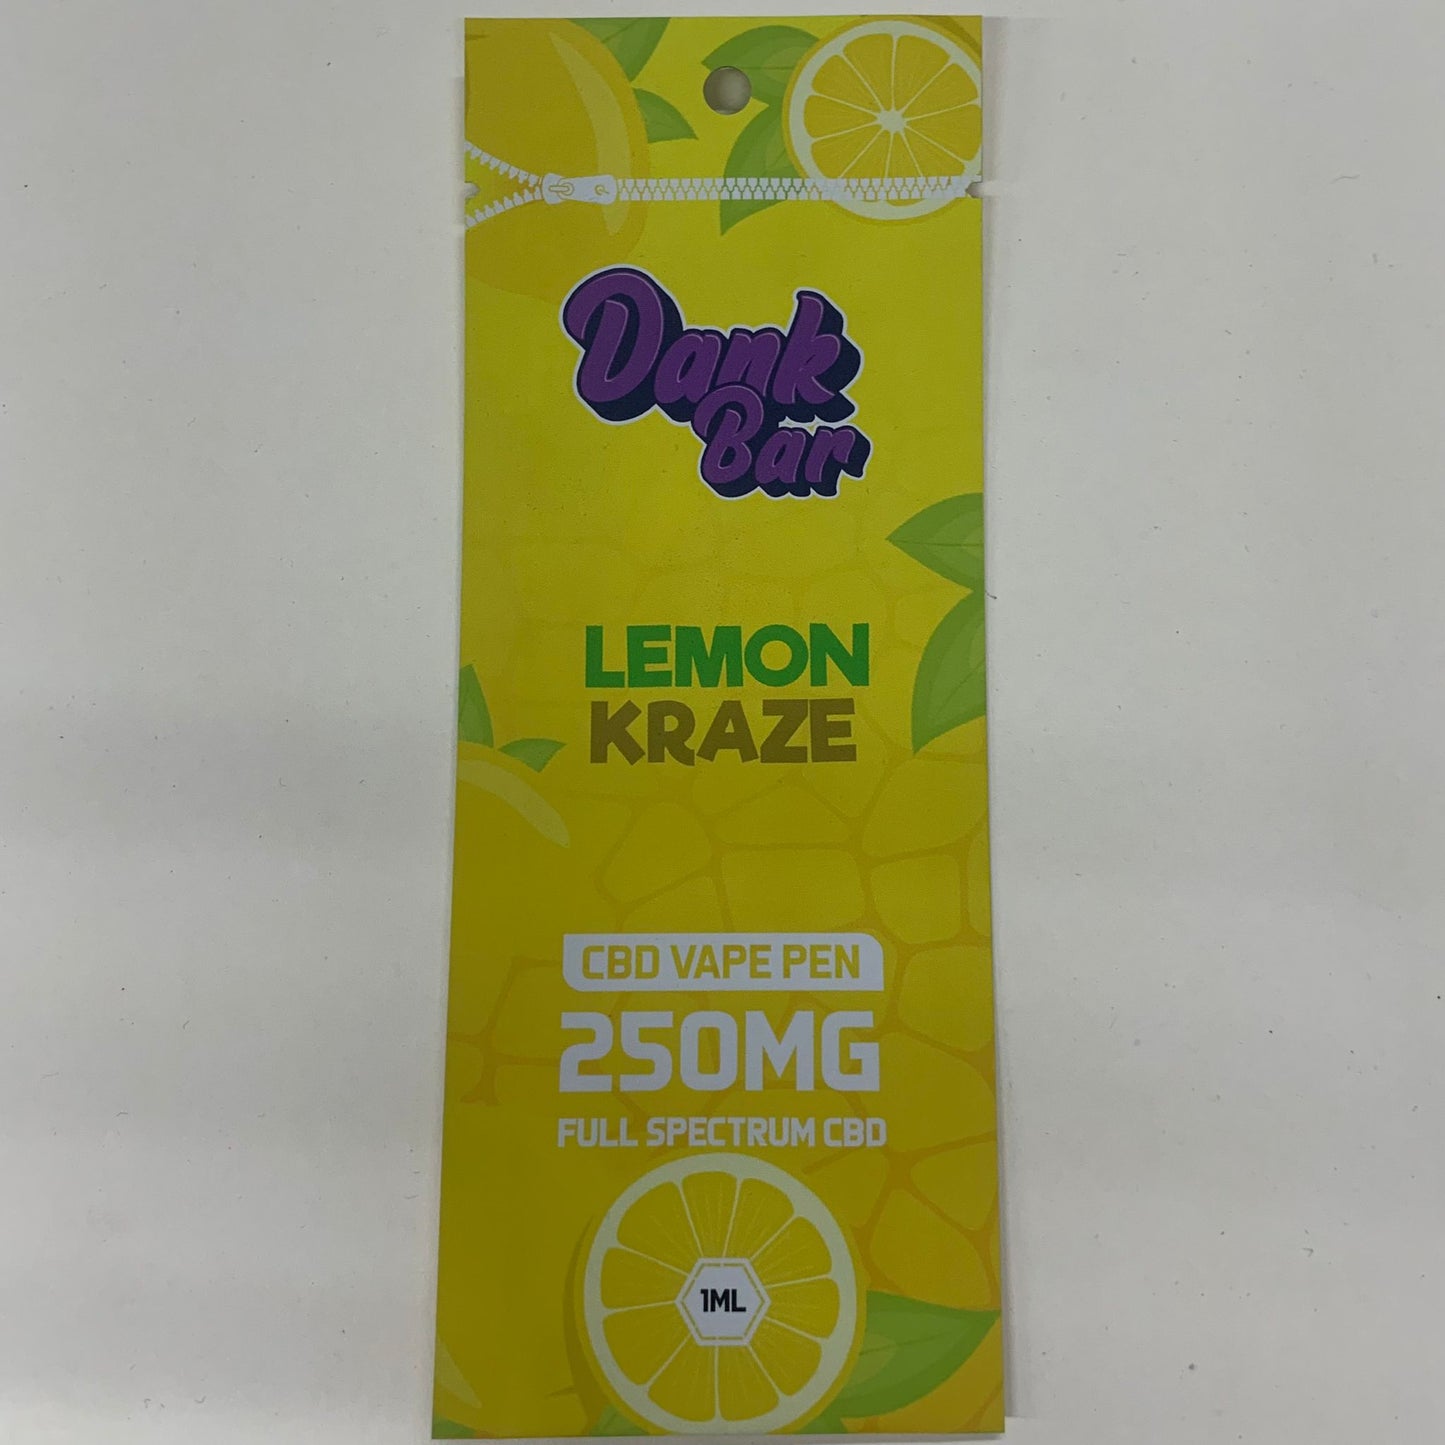 Dank
Bar
LEMON
KRAZE
CBD VAPE PEN
250MG
FULL SPECTRUM CBD
1ML